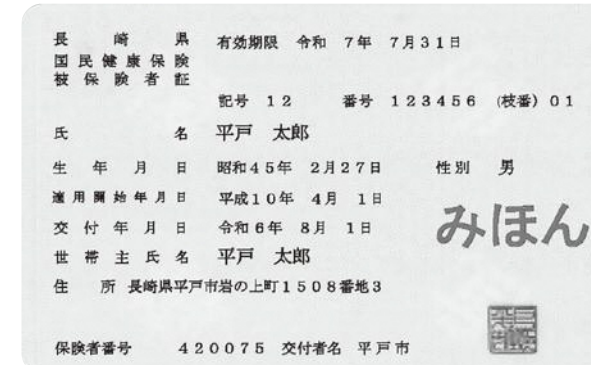 長崎県 有効期限 令和 7年 7月31日
国民健康保険
被保険者証
記号 12 番号 123456 (枝番) 01
氏名 平戸 太郎
生年月日 昭和45年 2月27日 性別 男
適用開始年月日 平成10年 4月 1日
交付年月日 令和6年 8月 1日
みほん
世帯主氏名 平戸 太郎
住所 長崎県平戸市岩の上町1508番地3
保険者番号 420075 交付者名 平戸市